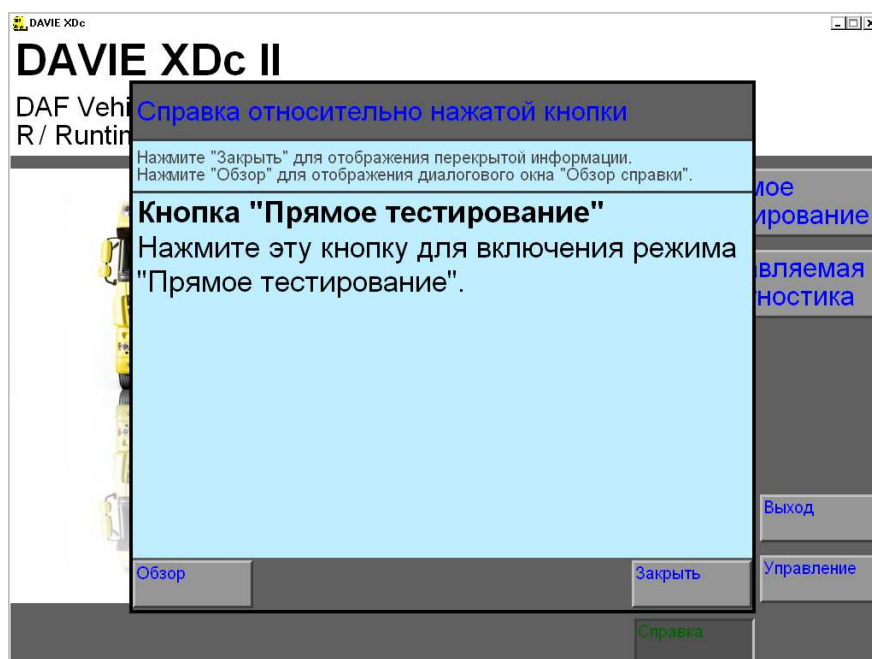 DAVIE XDc
DAVIE XDc II
DAF Vehi
R / Runtin
Справка относительно нажатой кнопки
Нажмите "Закрыть" для отображения перекрытой информации.
Нажмите "Обзор" для отображения диалогового окна "Обзор справки".
Кнопка "Прямое тестирование"
Нажмите эту кнопку для включения режима
"Прямое тестирование".
мое
ирование
вляемая
ностика
Выход
Обзор
Закрыть
Управление
Справка